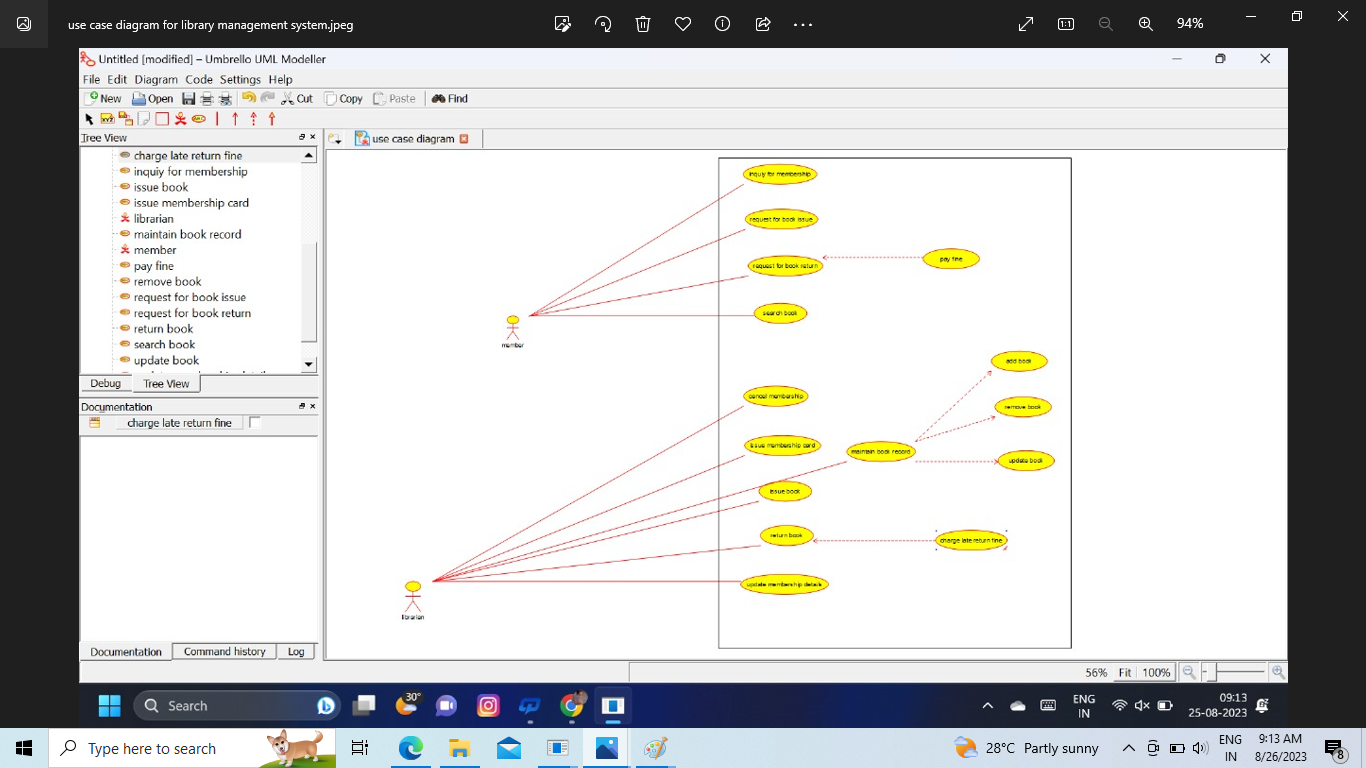 use case diagram for library management system.jpeg
94%
Untitled [modified] – Umbrello UML Modeller
File Edit Diagram Code Settings Help
New Open Cut Copy Paste Find
Tree View
use case diagram
charge late return fine
inquiy for membership
issue book
issue membership card
librarian
maintain book record
member
pay fine
remove book
request for book issue
request for book return
return book
search book
update book
Debug Tree View
Documentation
charge late return fine
Documentation Command history Log
inquiy for membership
request for book issue
request for book return
pay fine
search book
member
add book
cancel membership
remove book
issue membership card
maintain book record
update book
issue book
return book
charge late return fine
update membership details
librarian
56% Fit 100%
Search
30°
ENG
IN
09:13
25-08-2023
Type here to search
28°C Partly sunny
ENG
IN
9:13 AM
8/26/2023
8